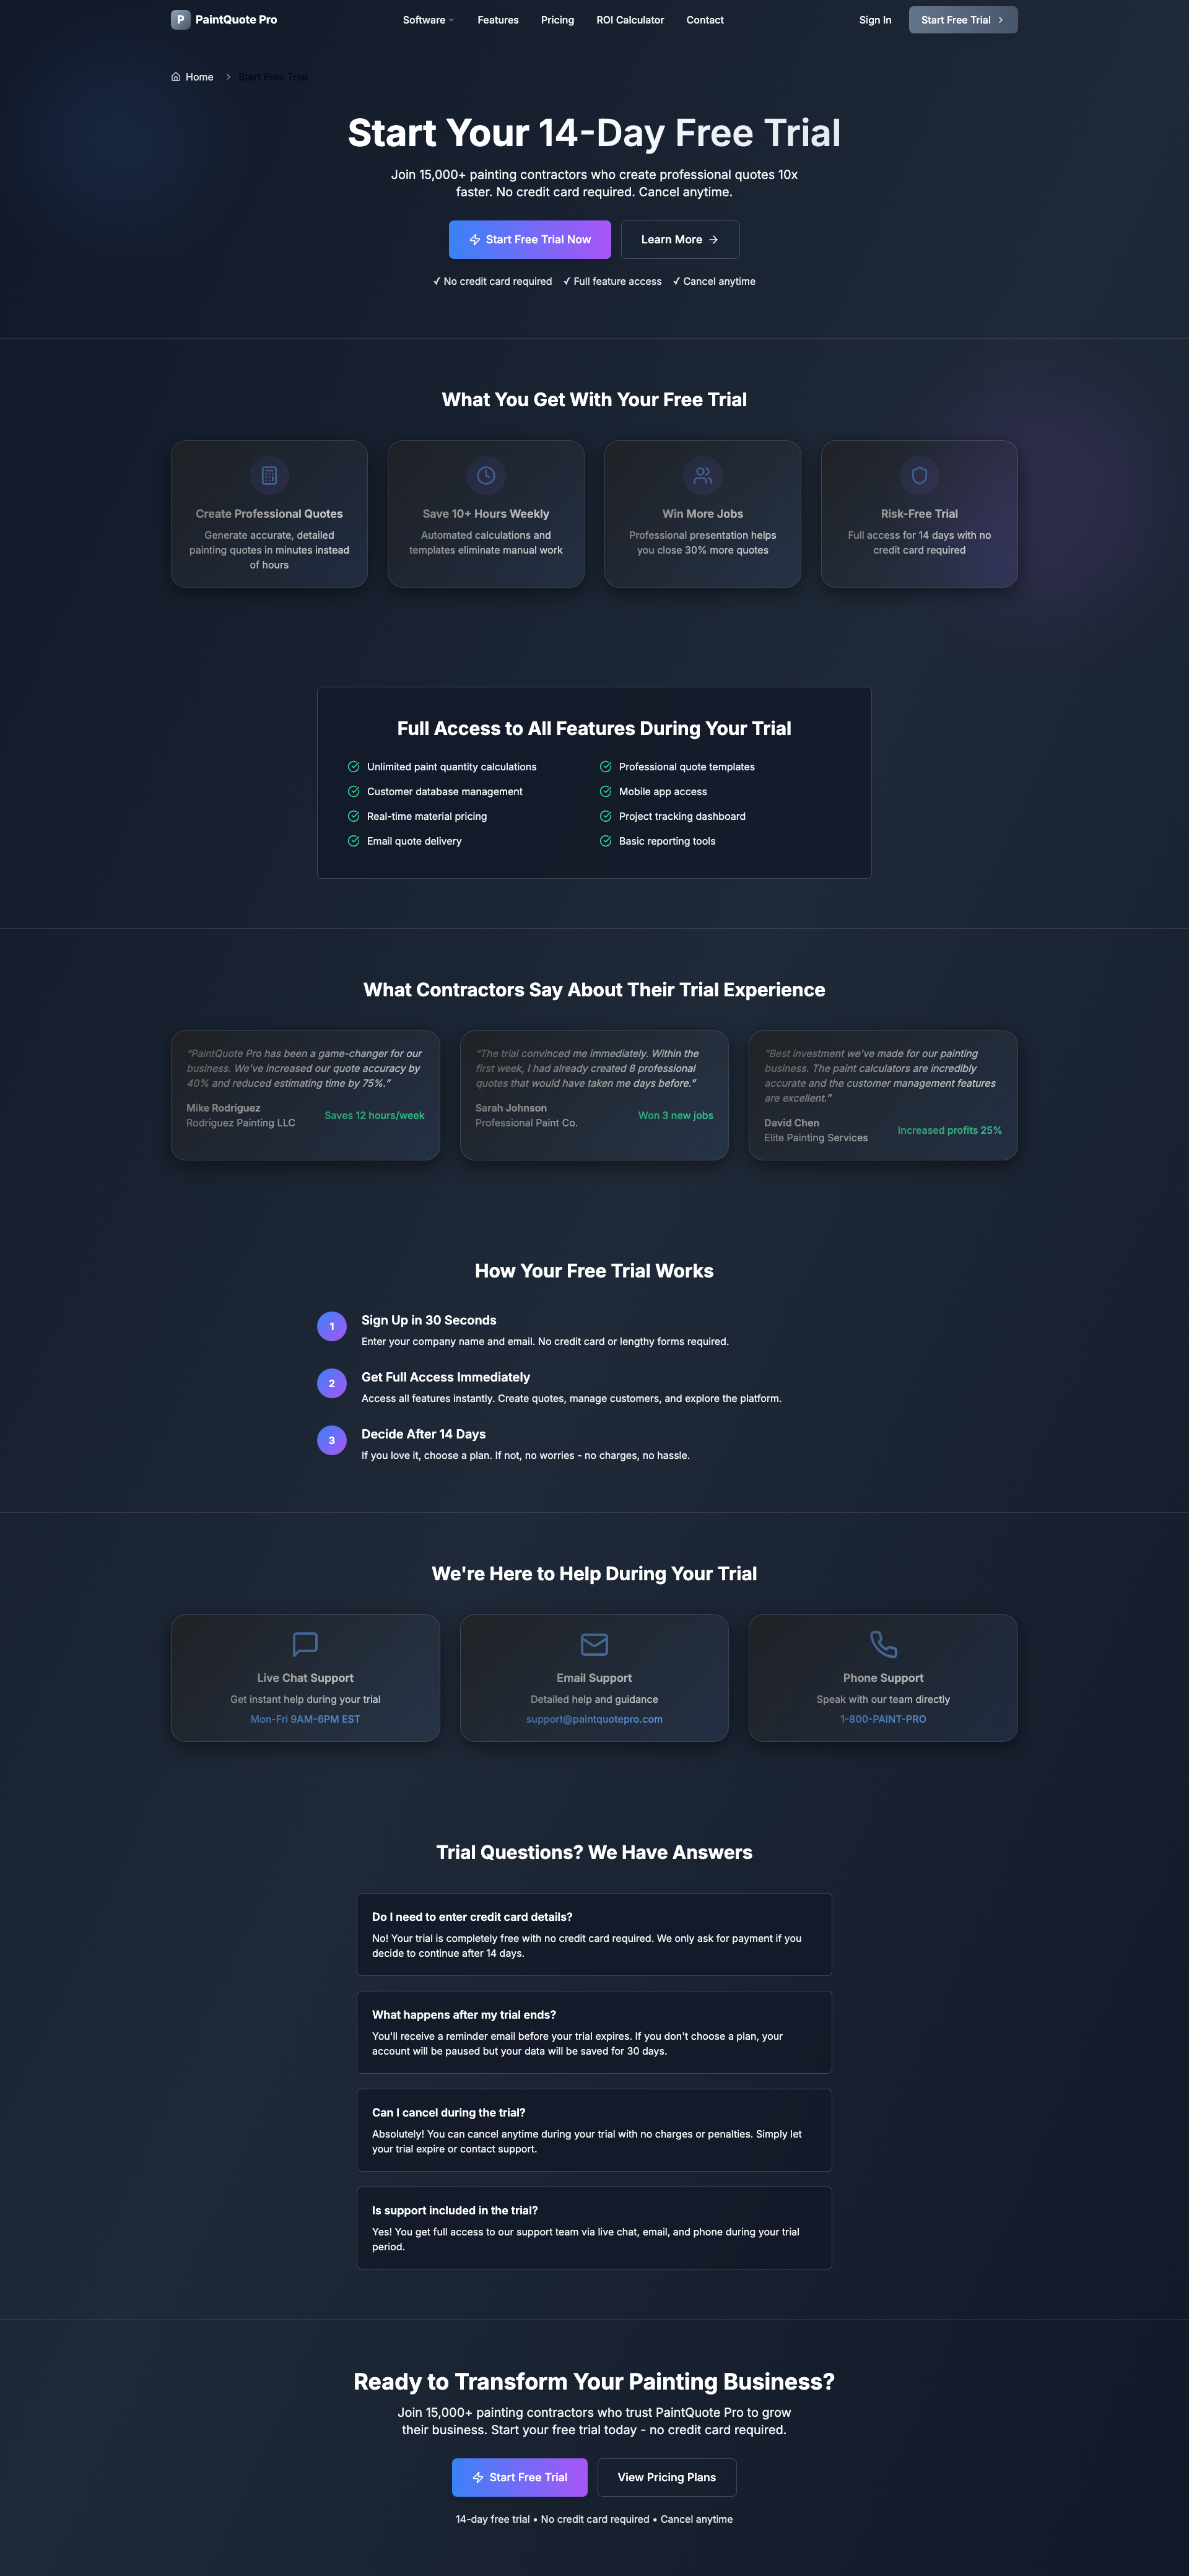 P PaintQuote Pro
Software
Features
Pricing
ROI Calculator
Contact
Sign In
Start Free Trial
Home
Start Free Trial
Start Your 14-Day Free Trial
Join 15,000+ painting contractors who create professional quotes 10x
faster. No credit card required. Cancel anytime.
Start Free Trial Now
Learn More
✓ No credit card required ✓ Full feature access ✓ Cancel anytime
What You Get With Your Free Trial
Create Professional Quotes
Generate accurate, detailed
painting quotes in minutes instead
of hours
Save 10+ Hours Weekly
Automated calculations and
templates eliminate manual work
Win More Jobs
Professional presentation helps
you close 30% more quotes
Risk-Free Trial
Full access for 14 days with no
credit card required
Full Access to All Features During Your Trial
Unlimited paint quantity calculations
Professional quote templates
Customer database management
Mobile app access
Real-time material pricing
Project tracking dashboard
Email quote delivery
Basic reporting tools
What Contractors Say About Their Trial Experience
"PaintQuote Pro has been a game-changer for our
business. We've increased our quote accuracy by
40% and reduced estimating time by 75%."
Mike Rodriguez
Rodriguez Painting LLC
Saves 12 hours/week
"The trial convinced me immediately. Within the
first week, I had already created 8 professional
quotes that would have taken me days before."
Sarah Johnson
Professional Paint Co.
Won 3 new jobs
"Best investment we've made for our painting
business. The paint calculators are incredibly
accurate and the customer management features
are excellent."
David Chen
Elite Painting Services
Increased profits 25%
How Your Free Trial Works
1
Sign Up in 30 Seconds
Enter your company name and email. No credit card or lengthy forms required.
2
Get Full Access Immediately
Access all features instantly. Create quotes, manage customers, and explore the platform.
3
Decide After 14 Days
If you love it, choose a plan. If not, no worries - no charges, no hassle.
We're Here to Help During Your Trial
Live Chat Support
Get instant help during your trial
Mon-Fri 9AM-6PM EST
Email Support
Detailed help and guidance
support@paintquotepro.com
Phone Support
Speak with our team directly
1-800-PAINT-PRO
Trial Questions? We Have Answers
Do I need to enter credit card details?
No! Your trial is completely free with no credit card required. We only ask for payment if you
decide to continue after 14 days.
What happens after my trial ends?
You'll receive a reminder email before your trial expires. If you don't choose a plan, your
account will be paused but your data will be saved for 30 days.
Can I cancel during the trial?
Absolutely! You can cancel anytime during your trial with no charges or penalties. Simply let
your trial expire or contact support.
Is support included in the trial?
Yes! You get full access to our support team via live chat, email, and phone during your trial
period.
Ready to Transform Your Painting Business?
Join 15,000+ painting contractors who trust PaintQuote Pro to grow
their business. Start your free trial today - no credit card required.
Start Free Trial
View Pricing Plans
14-day free trial • No credit card required • Cancel anytime